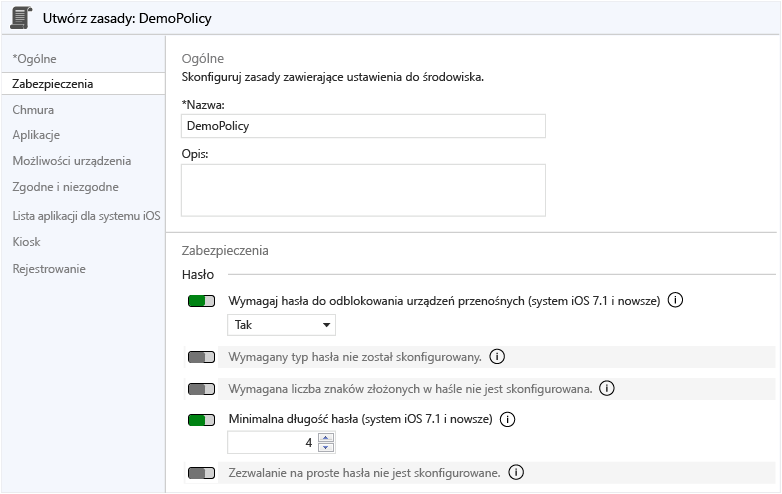 Utwórz zasady: DemoPolicy
*Ogólne
Zabezpieczenia
Chmura
Aplikacje
Możliwości urządzenia
Zgodne i niezgodne
Lista aplikacji dla systemu iOS
Kiosk
Rejestrowanie
Ogólne
Skonfiguruj zasady zawierające ustawienia do środowiska.
*Nazwa:
DemoPolicy
Opis:
Zabezpieczenia
Hasło
Wymagaj hasła do odblokowania urządzeń przenośnych (system iOS 7.1 i nowsze)
Tak
Wymagany typ hasła nie został skonfigurowany.
Wymagana liczba znaków złożonych w haśle nie jest skonfigurowana.
Minimalna długość hasła (system iOS 7.1 i nowsze)
4
Zezwalanie na proste hasła nie jest skonfigurowane.